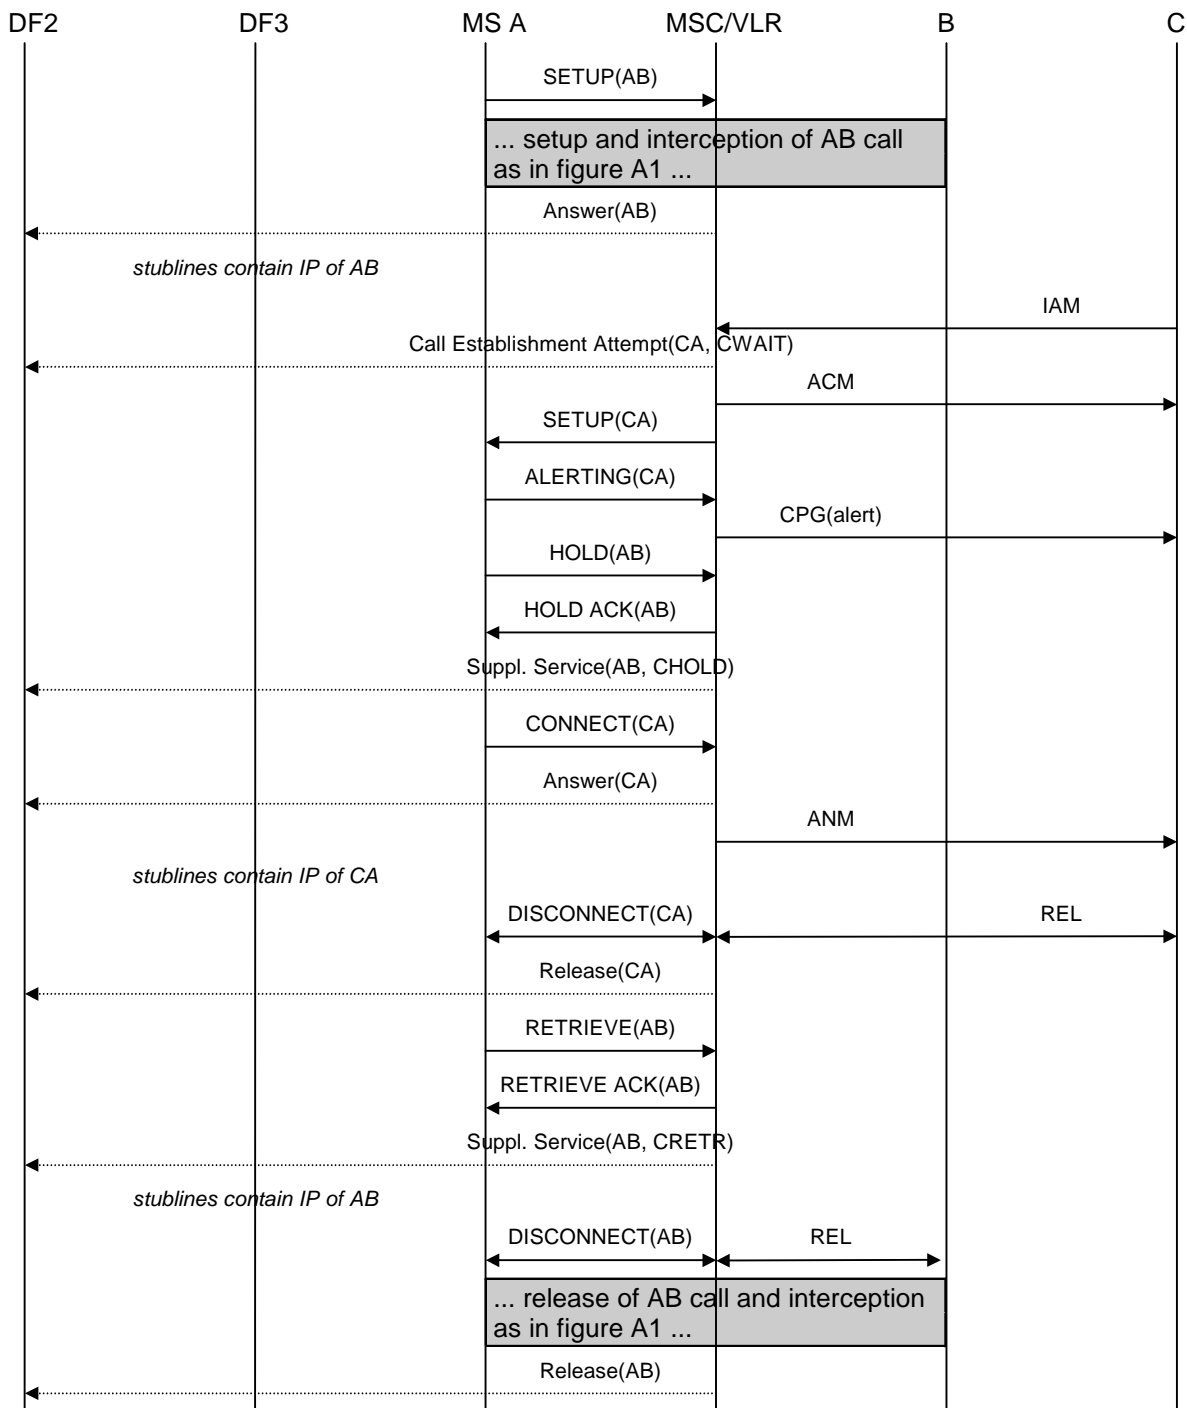 DF2 DF3 MS A MSC/VLR B C
SETUP(AB)
... setup and interception of AB call
as in figure A1 ...
Answer(AB)
stublines contain IP of AB
IAM
Call Establishment Attempt(CA, CWAIT)
ACM
SETUP(CA)
ALERTING(CA)
CPG(alert)
HOLD(AB)
HOLD ACK(AB)
Suppl. Service(AB, CHOLD)
CONNECT(CA)
Answer(CA)
ANM
stublines contain IP of CA
DISCONNECT(CA) REL
Release(CA)
RETRIEVE(AB)
RETRIEVE ACK(AB)
Suppl. Service(AB, CRETR)
stublines contain IP of AB
DISCONNECT(AB) REL
... release of AB call and interception
as in figure A1 ...
Release(AB)